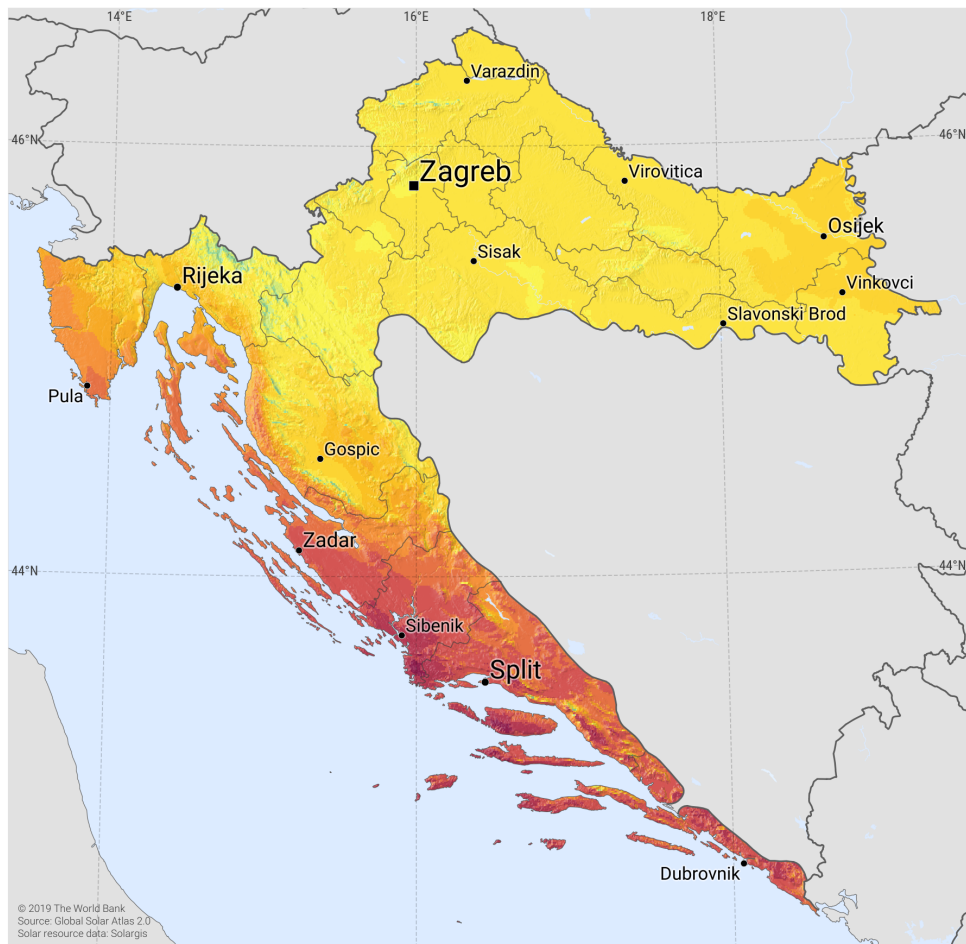 14°E
16°E
18°E
Varazdin
46°N
46°N
Zagreb
Virovitica
Osijek
Sisak
Rijeka
Vinkovci
Slavonski Brod
Pula
Gospic
Zadar
44°N
44°N
Sibenik
Split
Dubrovnik
© 2019 The World Bank
Source: Global Solar Atlas 2.0
Solar resource data: Solargis